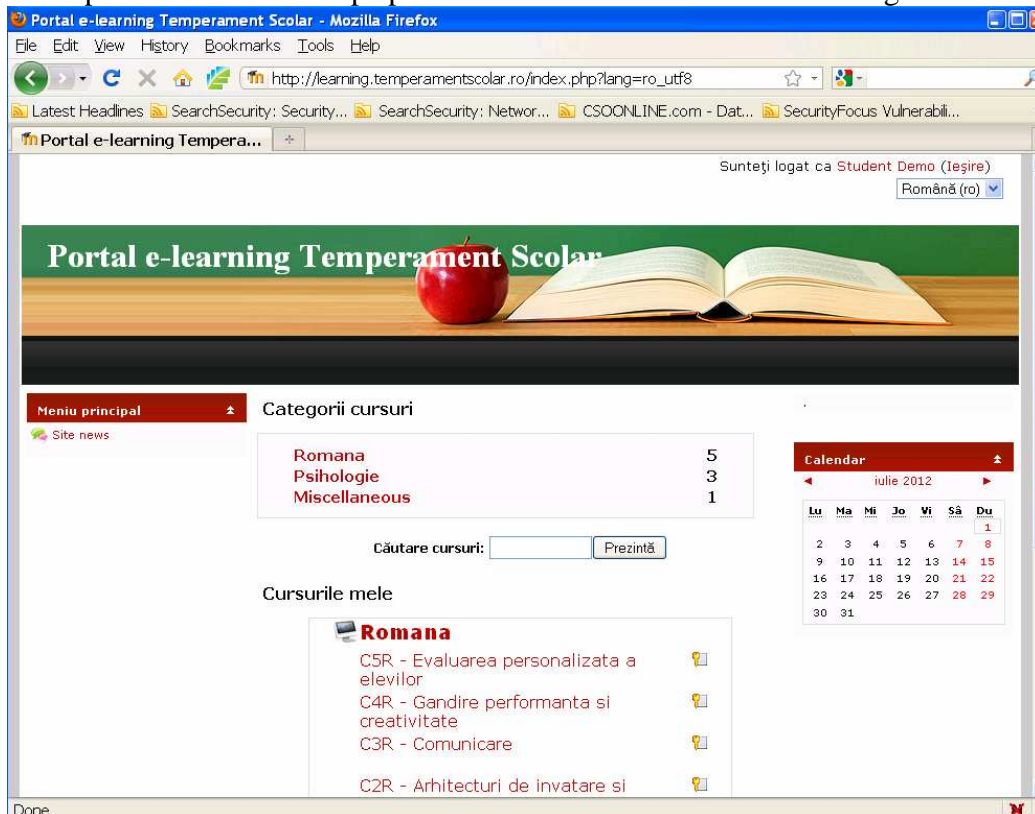 Portal e-learning Temperament Scolar - Mozilla Firefox
File Edit View History Bookmarks Tools Help
http://learning.temperamentscolar.ro/index.php?lang=ro_utf8
Latest Headlines SearchSecurity: Security... SearchSecurity: Networ... CSOONLINE.com - Dat... SecurityFocus Vulnerabili...
Portal e-learning Tempera...
Sunteţi logat ca Student Demo (Ieşire)
Română (ro)
Portal e-learning Temperament Scolar
Meniu principal
Site news
Categorii cursuri
Romana 5
Psihologie 3
Miscellaneous 1
Căutare cursuri: Prezintă
Cursurile mele
Romana
C5R - Evaluarea personalizata a
elevilor
C4R - Gandire performanta si
creativitate
C3R - Comunicare
C2R - Arhitecturi de invatare si
Calendar
iulie 2012
Lu Ma Mi Jo Vi Sâ Du
1
2 3 4 5 6 7 8
9 10 11 12 13 14 15
16 17 18 19 20 21 22
23 24 25 26 27 28 29
30 31
Done